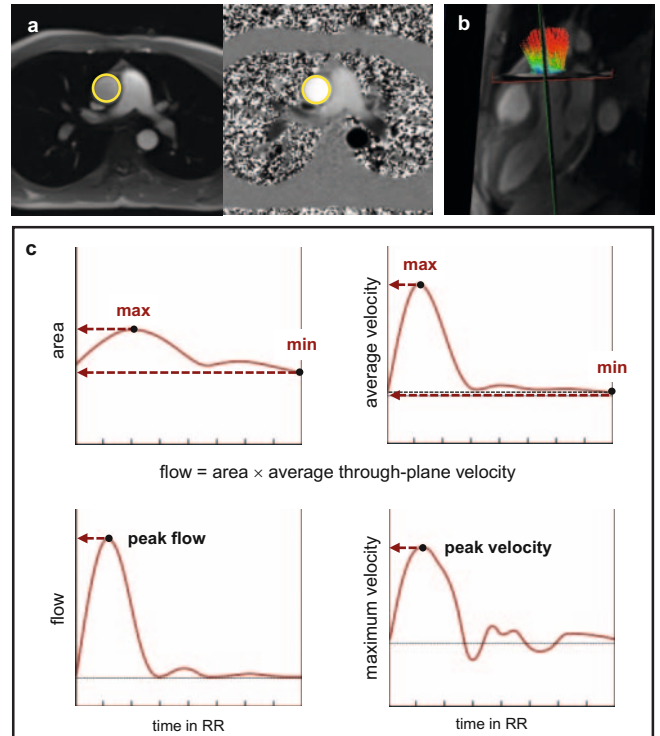 a
b
c
max
min
area
max
min
average velocity
flow = area × average through-plane velocity
peak flow
flow
time in RR
peak velocity
maximum velocity
time in RR